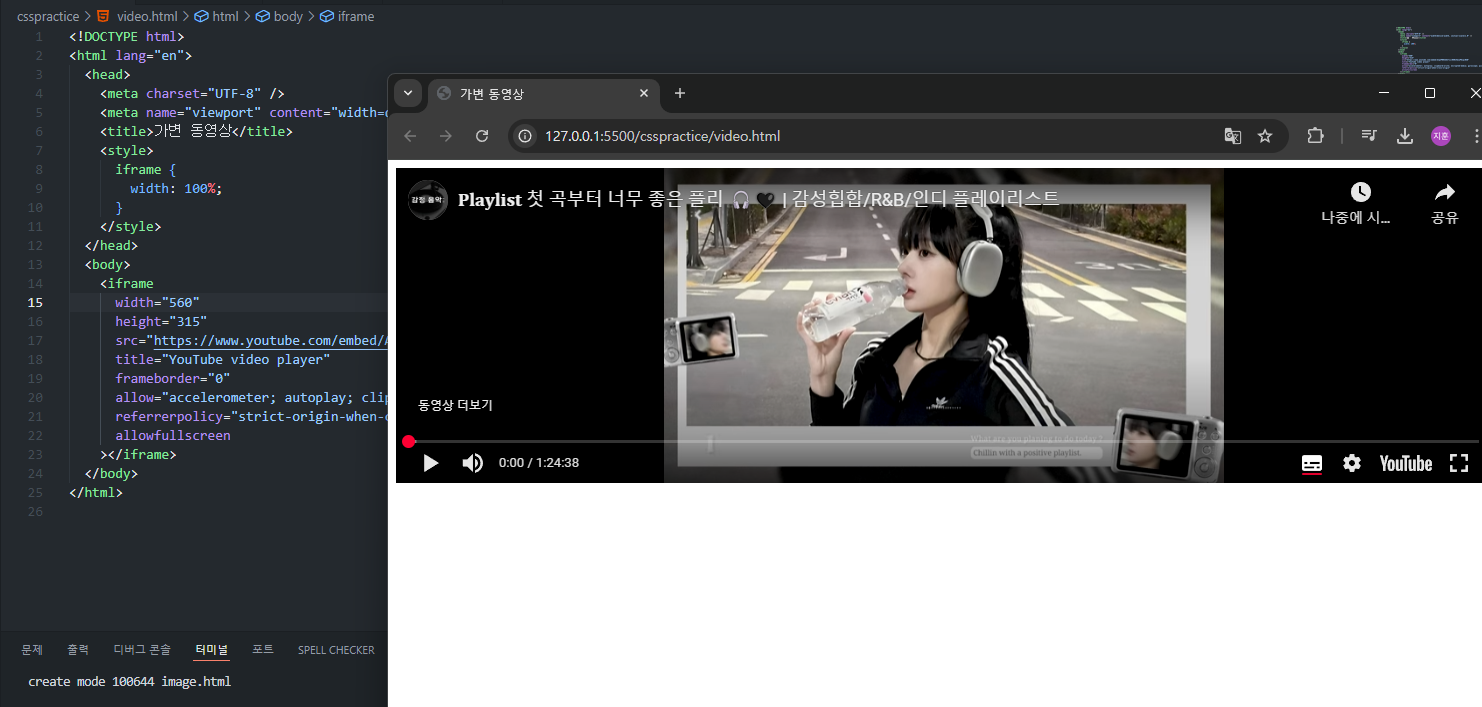 csspractice > video.html > html > body > iframe
1 <!DOCTYPE html>
2 <html lang="en">
3 <head>
4 <meta charset="UTF-8" />
5 <meta name="viewport" content="width=
6 <title>가변 동영상</title>
7 <style>
8 iframe {
9 width: 100%;
10 }
11 </style>
12 </head>
13 <body>
14 <iframe
15 width="560"
16 height="315"
17 src="https://www.youtube.com/embed/
18 title="YouTube video player"
19 frameborder="0"
20 allow="accelerometer; autoplay; clip
21 referrerpolicy="strict-origin-when-
22 allowfullscreen
23 ></iframe>
24 </body>
25 </html>
26
문제 출력 디버그 콘솔 터미널 포트 SPELL CHECKER
create mode 100644 image.html
가변 동영상
127.0.0.1:5500/csspractice/video.html
지훈
감정 음악
Playlist 첫 곡부터 너무 좋은 플리 🎧🖤 | 감성힙합/R&B/인디 플레이리스트
나중에 시...
공유
동영상 더보기
What are you planing to do today ?
Chillin with a positive playlist.
0:00 / 1:24:38
YouTube